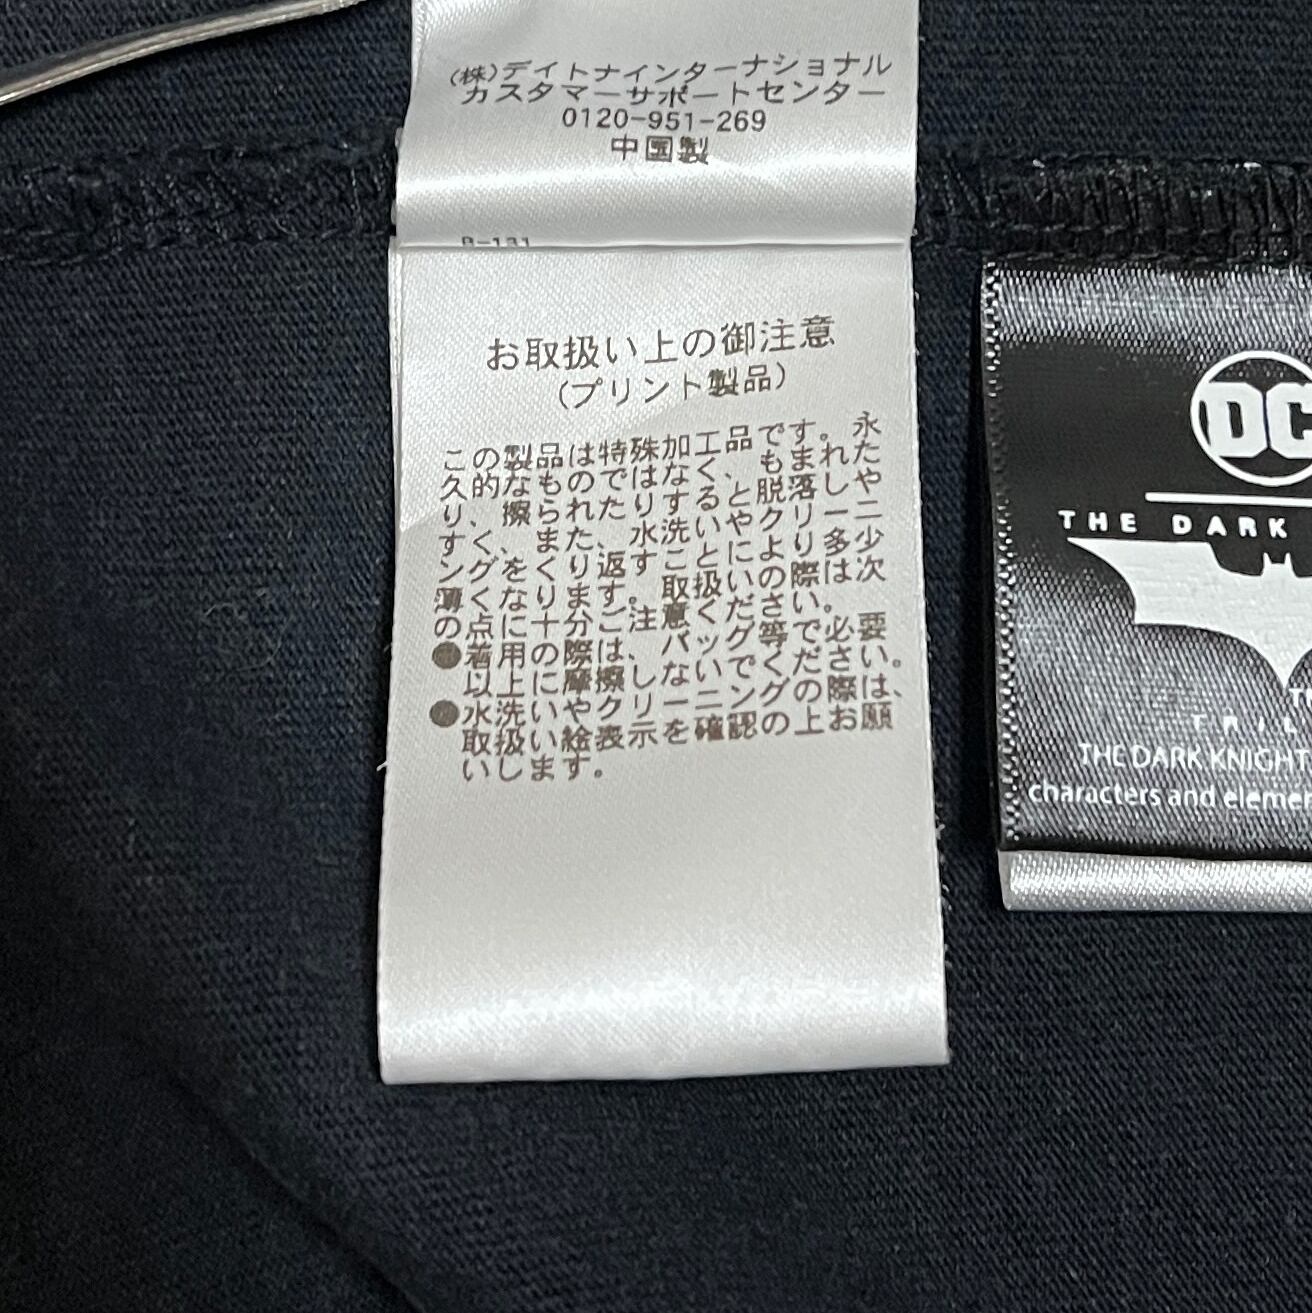 (株)デイトナインターナショナル
カスタマーサポートセンター
0120-951-269
中国製
B-131
お取扱い上の御注意
(プリント製品)
この製品は特殊加工品です。永
久的なものではなく、もまれた
り、擦られたりすると脱落しや
すく、また、水洗いやクリーニ
ングをくり返すことにより多少
薄くなります。取扱いの際は次
の点に十分ご注意ください。
●着用の際は、バッグ等で必要
以上に摩擦しないでください。
●水洗いやクリーニングの際は、
取扱い絵表示を確認の上お願
いします。
DC
THE DARK
TRIL
THE DARK KNIGHT
characters and elemen